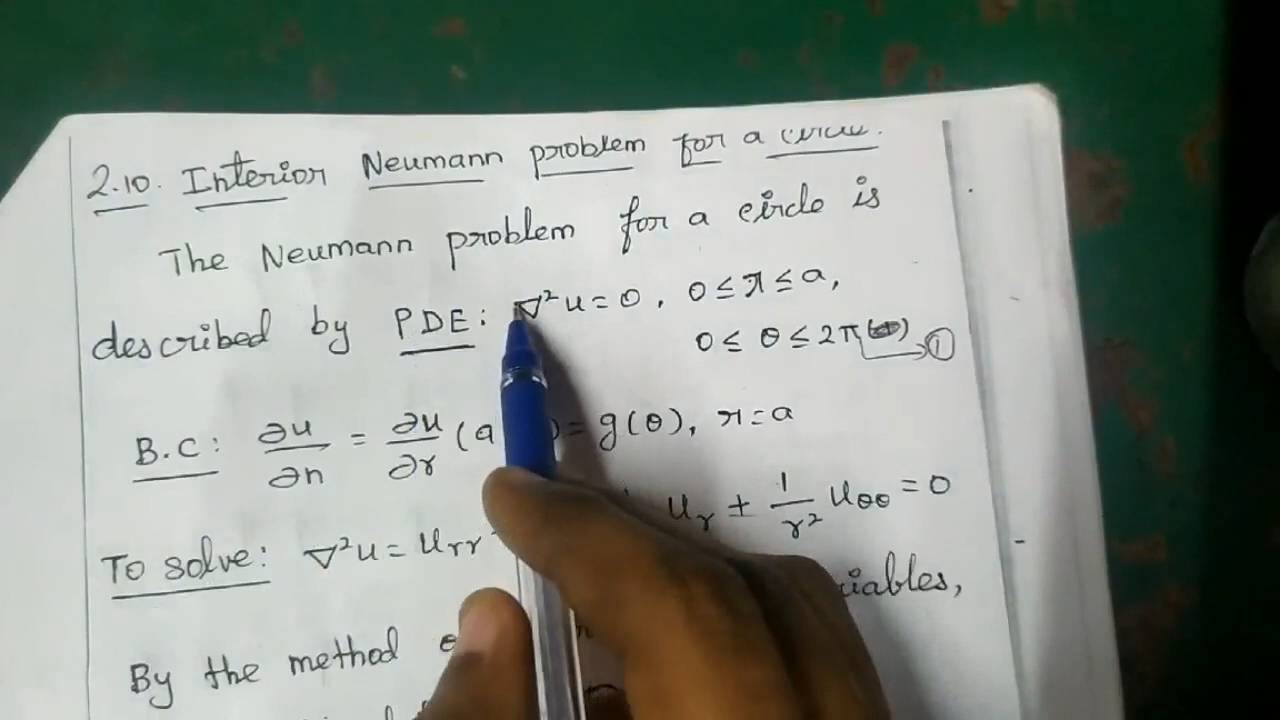 2.10. Interior Neumann problem for a circle.
The Neumann problem for a circle is
described by PDE: ∇²u = 0, 0 ≤ r ≤ a,
0 ≤ θ ≤ 2π → ①
B.C: ∂u/∂n = ∂u/∂r (a ) = g(θ), r = a
To solve: ∇²u = u_rr u_r + 1/r² u_θθ = 0
By the method